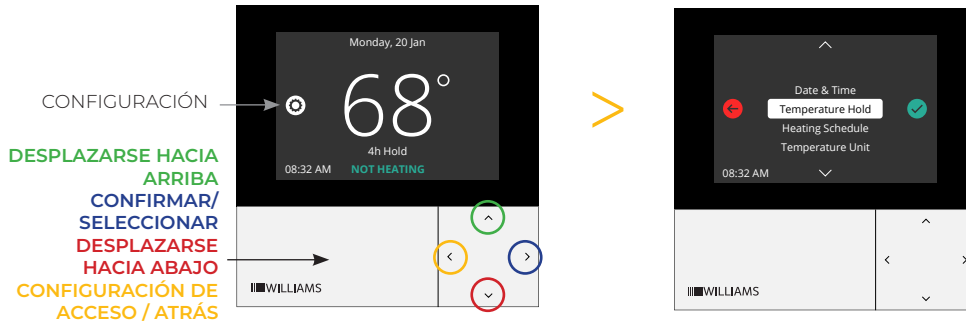 CONFIGURACIÓN
DESPLAZARSE HACIA
ARRIBA
CONFIRMAR/
SELECCIONAR
DESPLAZARSE
HACIA ABAJO
CONFIGURACIÓN DE
ACCESO / ATRÁS
Monday, 20 Jan
68°
4h Hold
08:32 AM NOT HEATING
WILLIAMS
>
Date & Time
Temperature Hold
Heating Schedule
Temperature Unit
08:32 AM
WILLIAMS